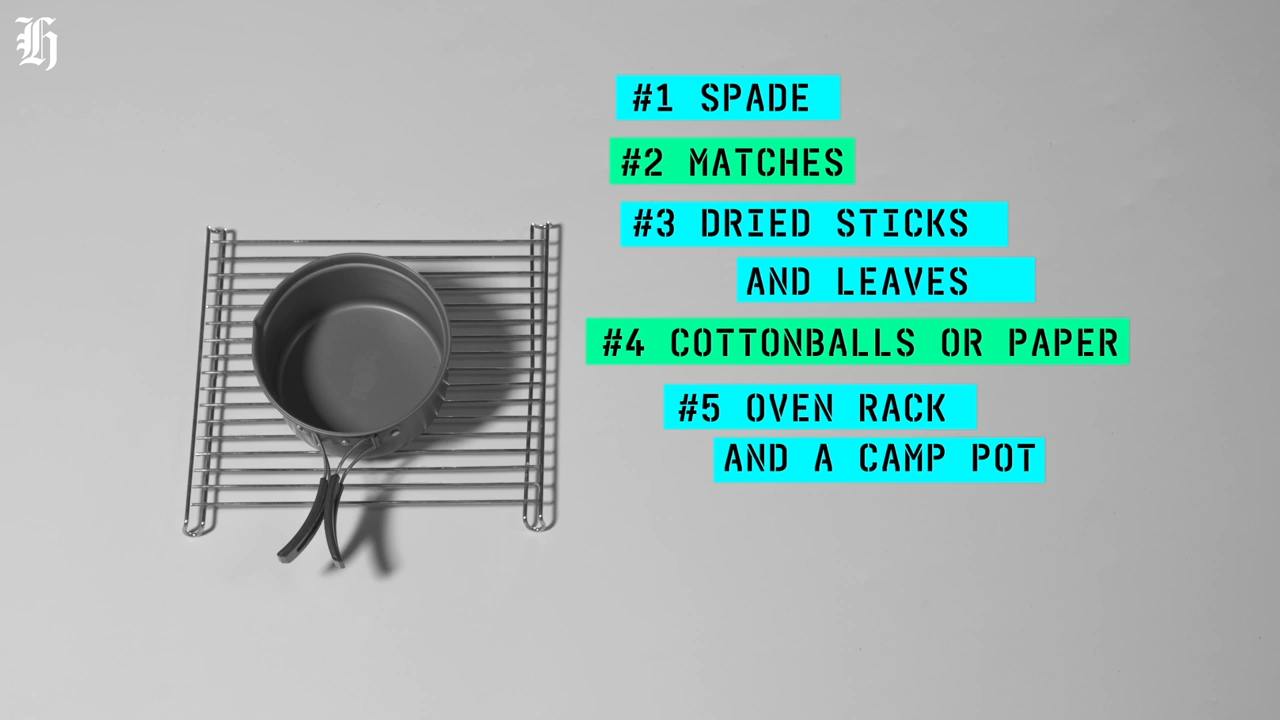 #1 SPADE
#2 MATCHES
#3 DRIED STICKS
AND LEAVES
#4 COTTONBALLS OR PAPER
#5 OVEN RACK
AND A CAMP POT